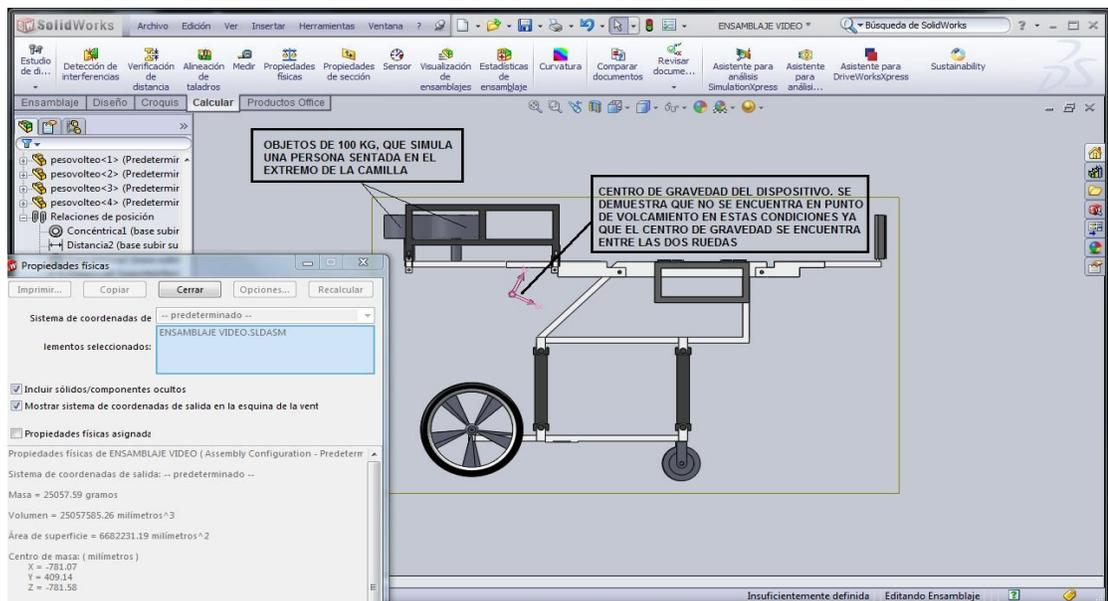 SolidWorks Archivo Edición Ver Insertar Herramientas Ventana ? ENSAMBLAJE VIDEO * Búsqueda de SolidWorks ?
Estudio de di...
Detección de interferencias
Verificación de distancia
Alineación de taladros
Medir
Propiedades físicas
Propiedades de sección
Sensor
Visualización de ensamblajes
Estadísticas de ensamblaje
Curvatura
Comparar documentos
Revisar docume...
Asistente para análisis SimulationXpress
Asistente para análisi...
Asistente para DriveWorksXpress
Sustainability
Ensamblaje Diseño Croquis Calcular Productos Office
pesovolteo<1> (Predetermir
pesovolteo<2> (Predetermir
pesovolteo<3> (Predetermir
pesovolteo<4> (Predetermir
Relaciones de posición
Concéntrica1 (base subir
Distancia2 (base subir su
OBJETOS DE 100 KG, QUE SIMULA
UNA PERSONA SENTADA EN EL
EXTREMO DE LA CAMILLA
CENTRO DE GRAVEDAD DEL DISPOSITIVO. SE
DEMUESTRA QUE NO SE ENCUENTRA EN PUNTO
DE VOLCAMIENTO EN ESTAS CONDICIONES YA
QUE EL CENTRO DE GRAVEDAD SE ENCUENTRA
ENTRE LAS DOS RUEDAS
Propiedades físicas
Imprimir... Copiar Cerrar Opciones... Recalcular
Sistema de coordenadas de -- predeterminado --
ENSAMBLAJE VIDEO.SLDASM
lementos seleccionados:
Incluir sólidos/componentes ocultos
Mostrar sistema de coordenadas de salida en la esquina de la vent
Propiedades físicas asignada
Propiedades físicas de ENSAMBLAJE VIDEO ( Assembly Configuration - Predeterm
Sistema de coordenadas de salida: -- predeterminado --
Masa = 25057.59 gramos
Volumen = 25057585.26 milímetros^3
Área de superficie = 6682231.19 milímetros^2
Centro de masa: ( milímetros )
X = -781.07
Y = 409.14
Z = -781.58
Insuficientemente definida Editando Ensamblaje